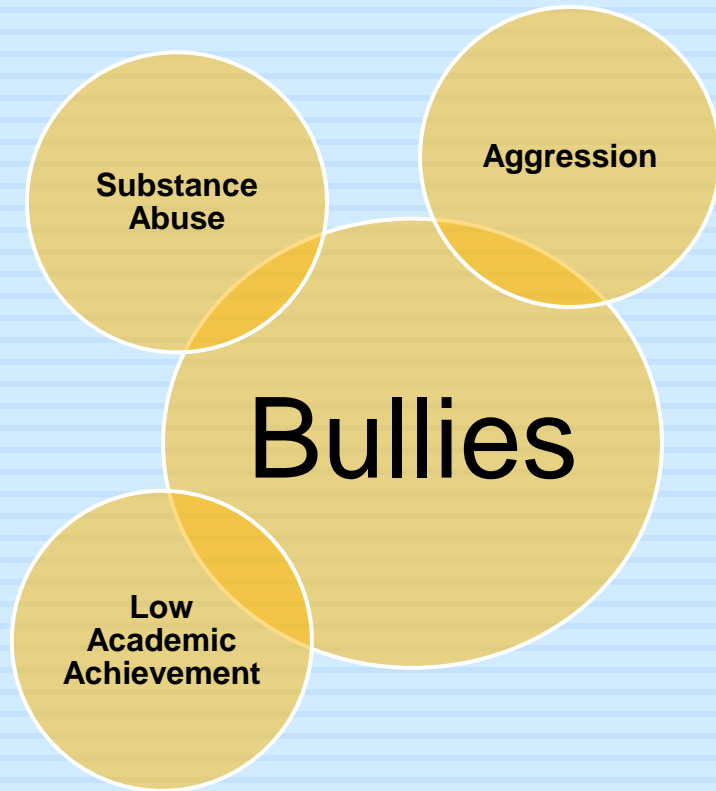 Substance
Abuse
Aggression
Bullies
Low
Academic
Achievement